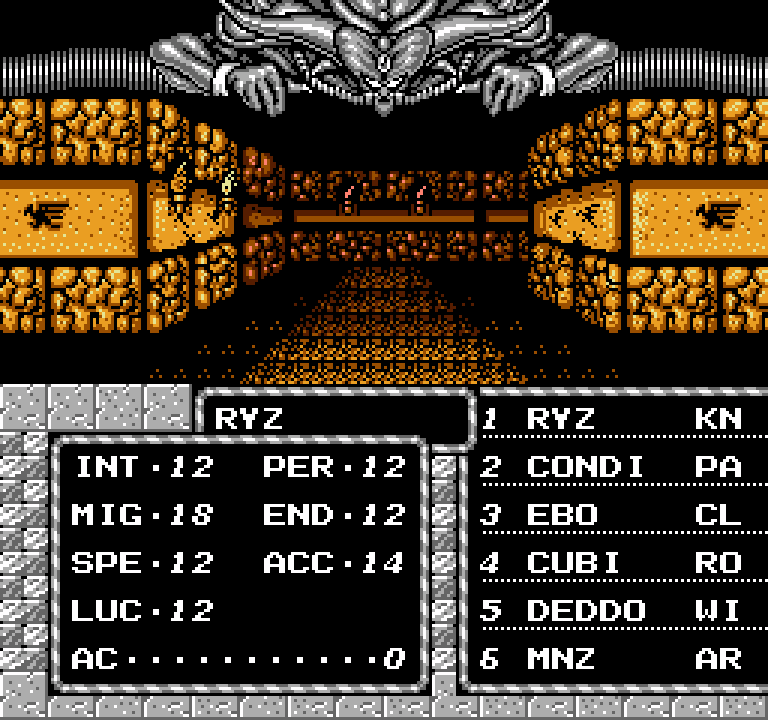 RYZ
INT·12 PER·12
MIG·18 END·12
SPE·12 ACC·14
LUC·12
AC···········0
1 RYZ KN
2 CONDI PA
3 EBO CL
4 CUBI RO
5 DEDDO WI
6 MNZ AR